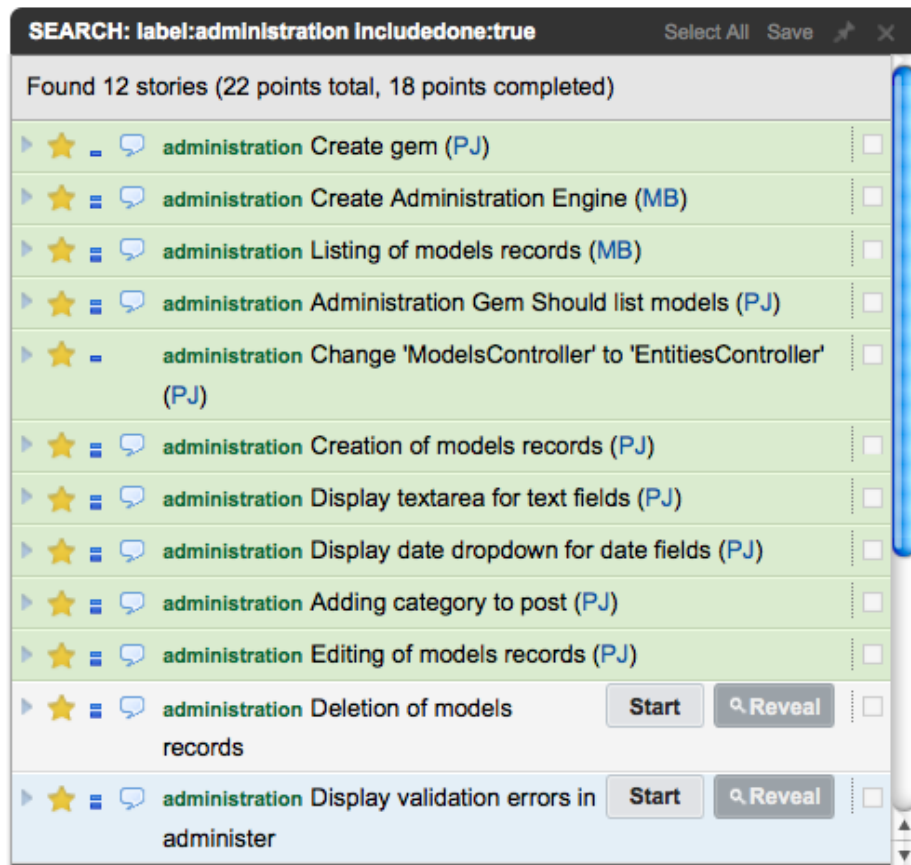 SEARCH: label:administration includedone:true Select All Save
Found 12 stories (22 points total, 18 points completed)
administration Create gem (PJ)
administration Create Administration Engine (MB)
administration Listing of models records (MB)
administration Administration Gem Should list models (PJ)
administration Change 'ModelsController' to 'EntitiesController'
(PJ)
administration Creation of models records (PJ)
administration Display textarea for text fields (PJ)
administration Display date dropdown for date fields (PJ)
administration Adding category to post (PJ)
administration Editing of models records (PJ)
administration Deletion of models Start Reveal
records
administration Display validation errors in Start Reveal
administer